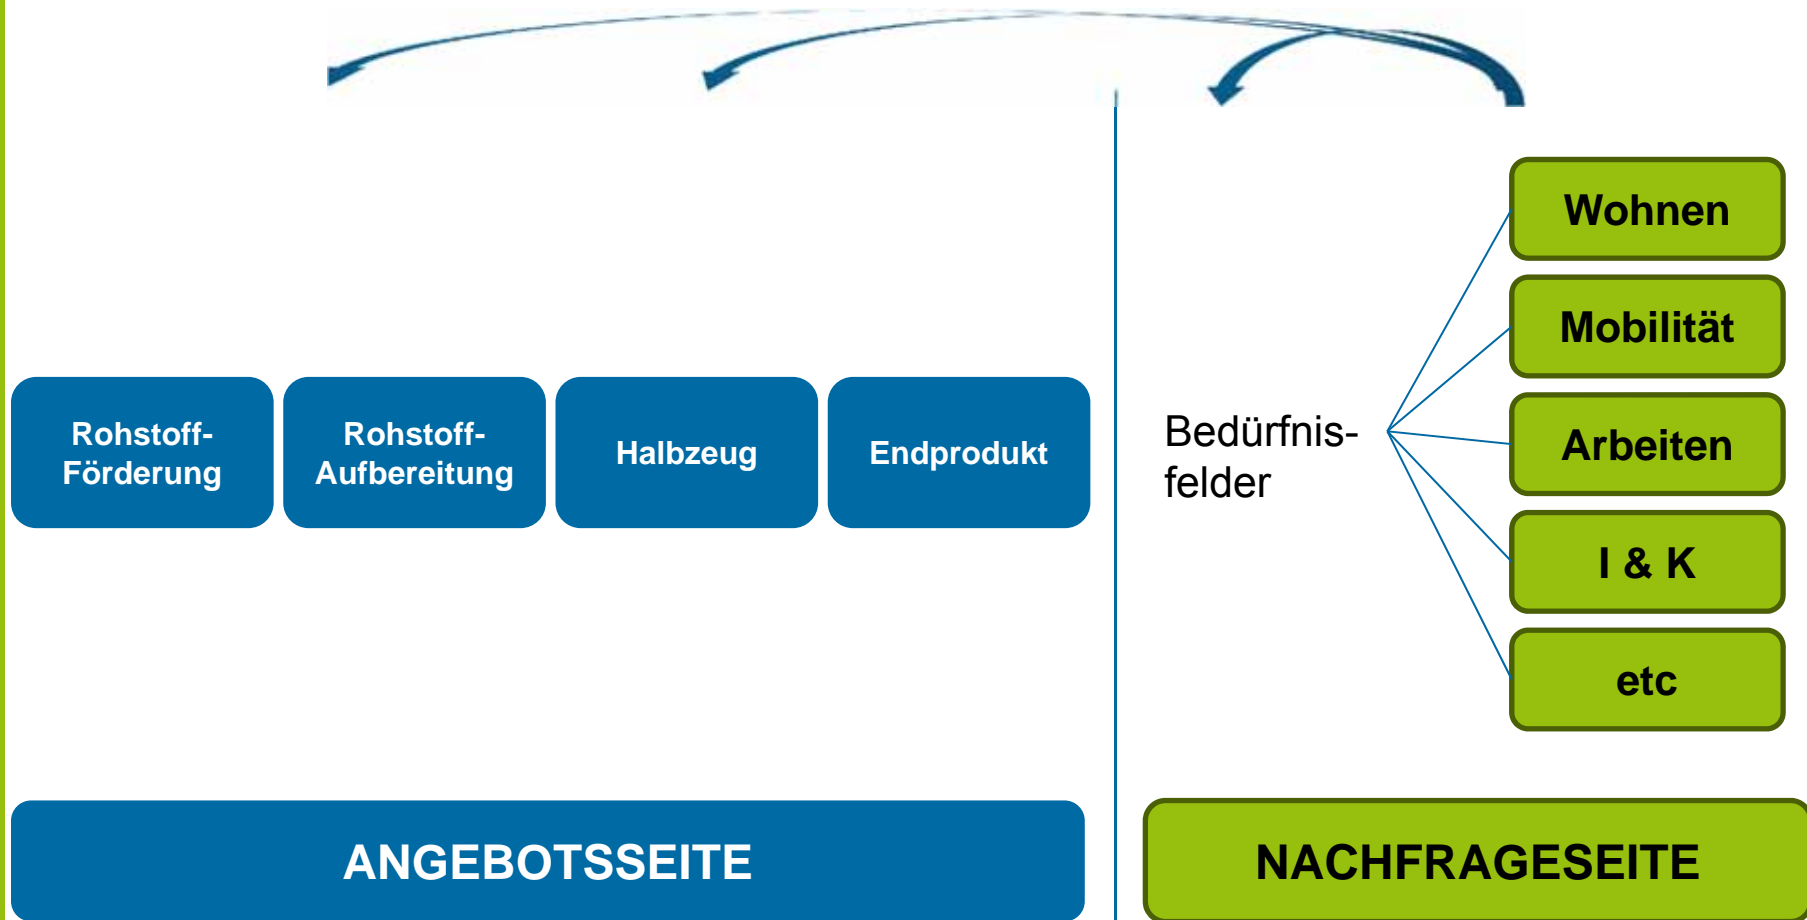 Rohstoff-
Förderung
Rohstoff-
Aufbereitung
Halbzeug
Endprodukt
Bedürfnis-
felder
Wohnen
Mobilität
Arbeiten
I & K
etc
ANGEBOTSSEITE
NACHFRAGESEITE